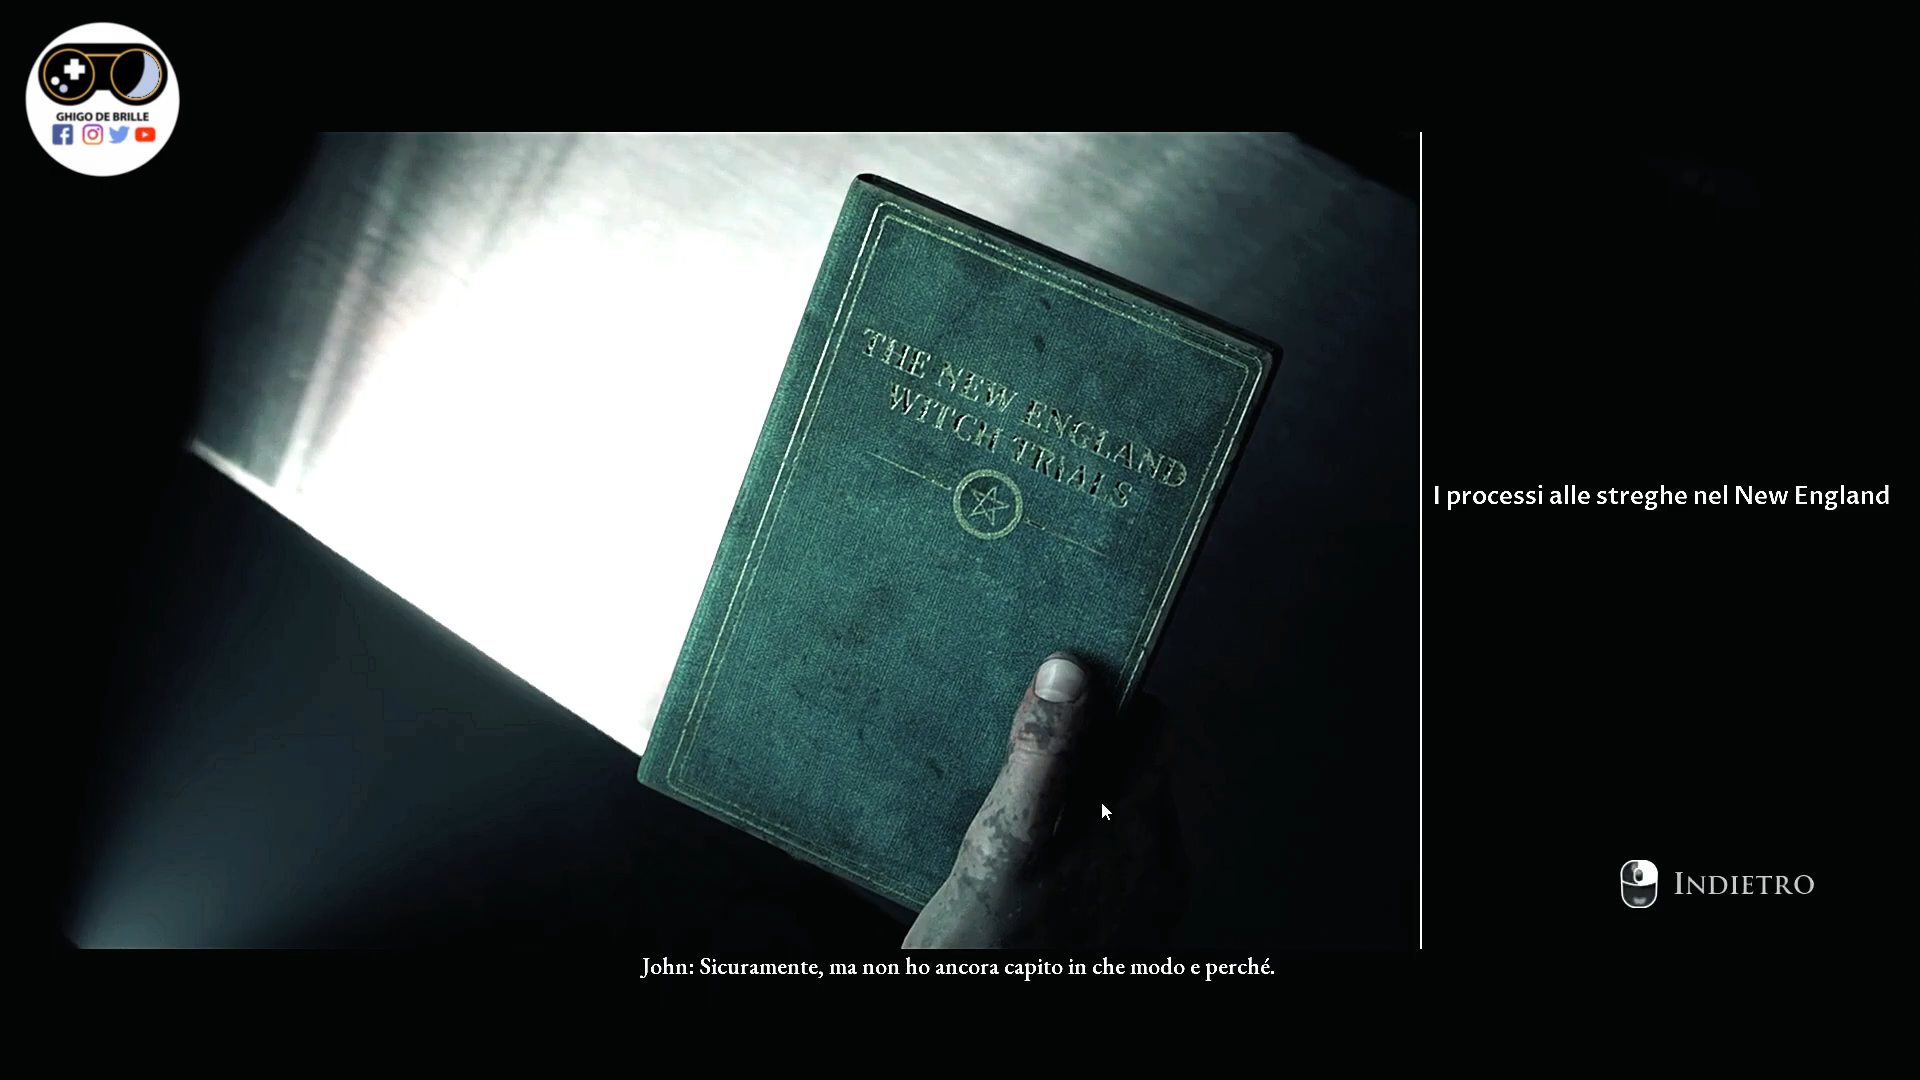 GHIGO DE BRILLE
THE NEW ENGLAND
WITCH TRIALS
I processi alle streghe nel New England
INDIETRO
John: Sicuramente, ma non ho ancora capito in che modo e perché.